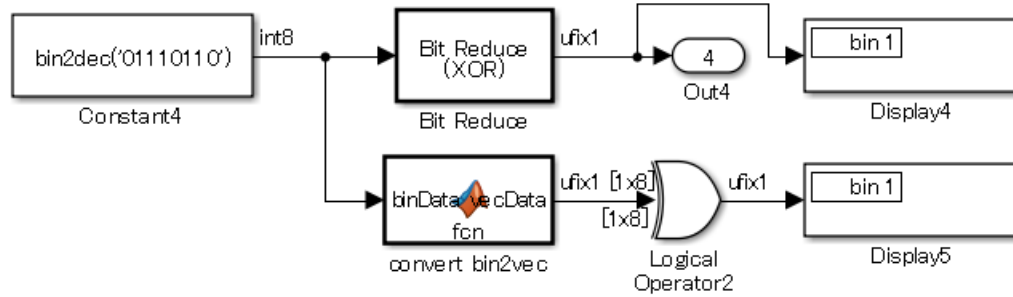 bin2dec('01110110')
Constant4
int8
Bit Reduce
(XOR)
Bit Reduce
ufix1
4
Out4
bin 1
Display4
binData vecData
fcn
convert bin2vec
ufix1 [1x8]
[1x8]
Logical
Operator2
ufix1
bin 1
Display5